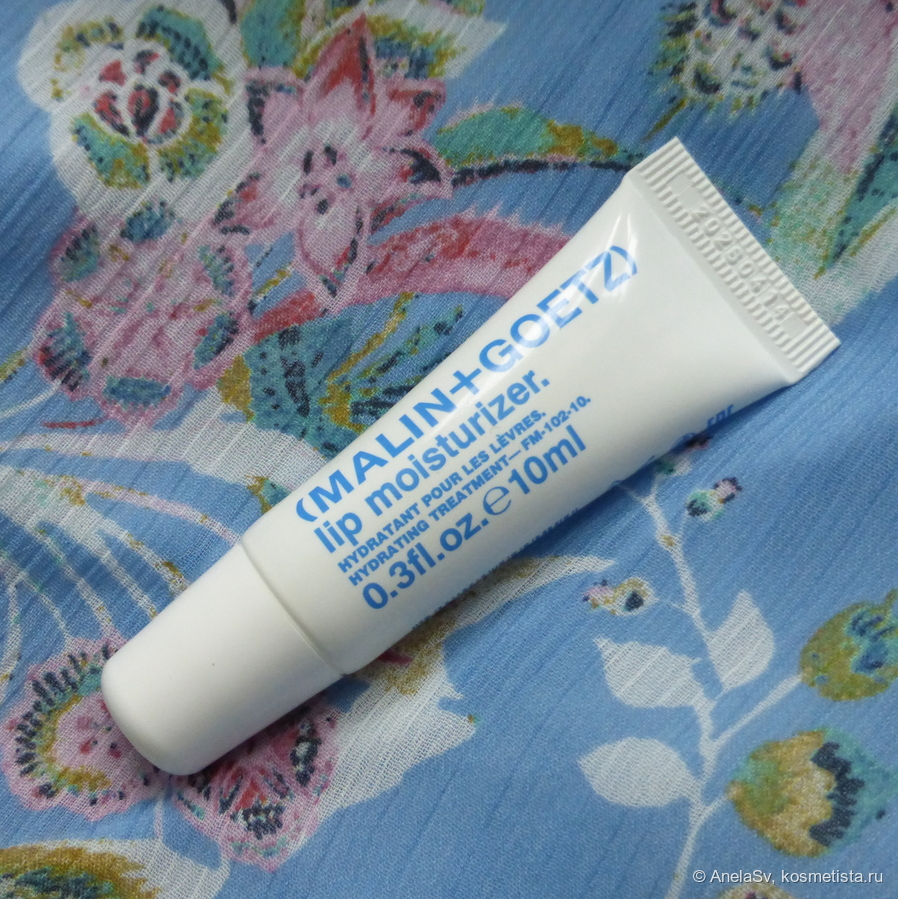 20250414
(MALIN+GOETZ)
lip moisturizer.
HYDRATANT POUR LES LÈVRES.
HYDRATING TREATMENT—FM-102-10.
0.3fl.oz.℮10ml
© AnelaSv, kosmetista.ru